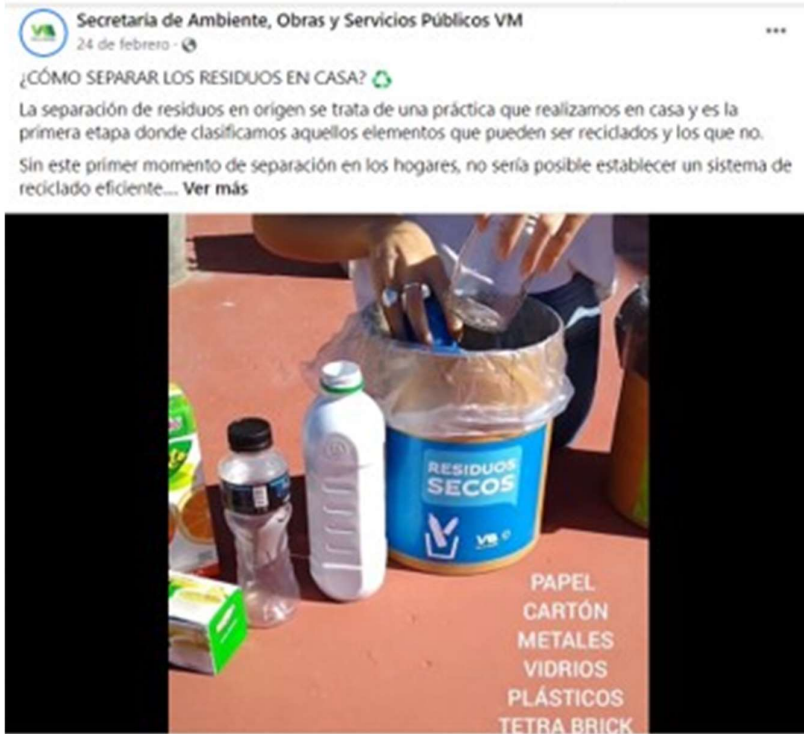 Secretaría de Ambiente, Obras y Servicios Públicos VM
24 de febrero ·
¿CÓMO SEPARAR LOS RESIDUOS EN CASA?
La separación de residuos en origen se trata de una práctica que realizamos en casa y es la
primera etapa donde clasificamos aquellos elementos que pueden ser reciclados y los que no.
Sin este primer momento de separación en los hogares, no sería posible establecer un sistema de
reciclado eficiente... Ver más
RESIDUOS
SECOS
PAPEL
CARTÓN
METALES
VIDRIOS
PLÁSTICOS
TETRA BRICK